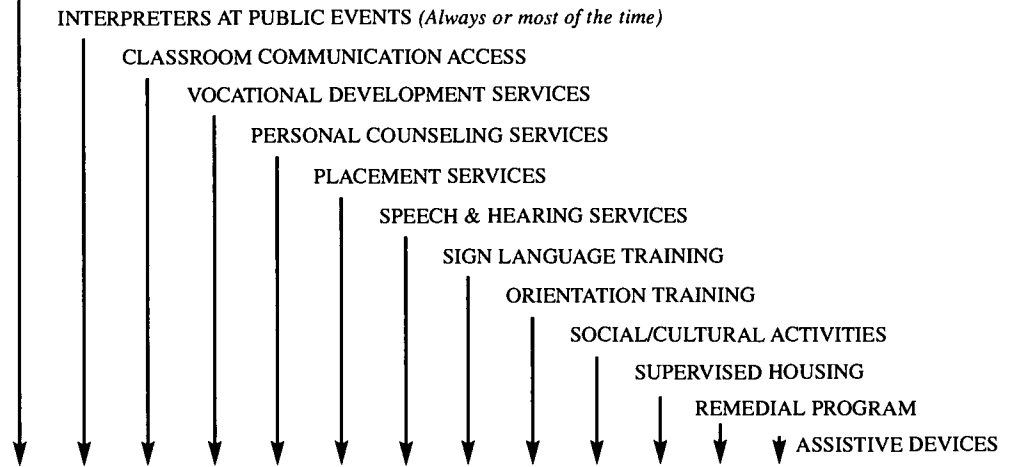 INTERPRETERS AT PUBLIC EVENTS (Always or most of the time)
CLASSROOM COMMUNICATION ACCESS
VOCATIONAL DEVELOPMENT SERVICES
PERSONAL COUNSELING SERVICES
PLACEMENT SERVICES
SPEECH & HEARING SERVICES
SIGN LANGUAGE TRAINING
ORIENTATION TRAINING
SOCIAL/CULTURAL ACTIVITIES
SUPERVISED HOUSING
REMEDIAL PROGRAM
ASSISTIVE DEVICES